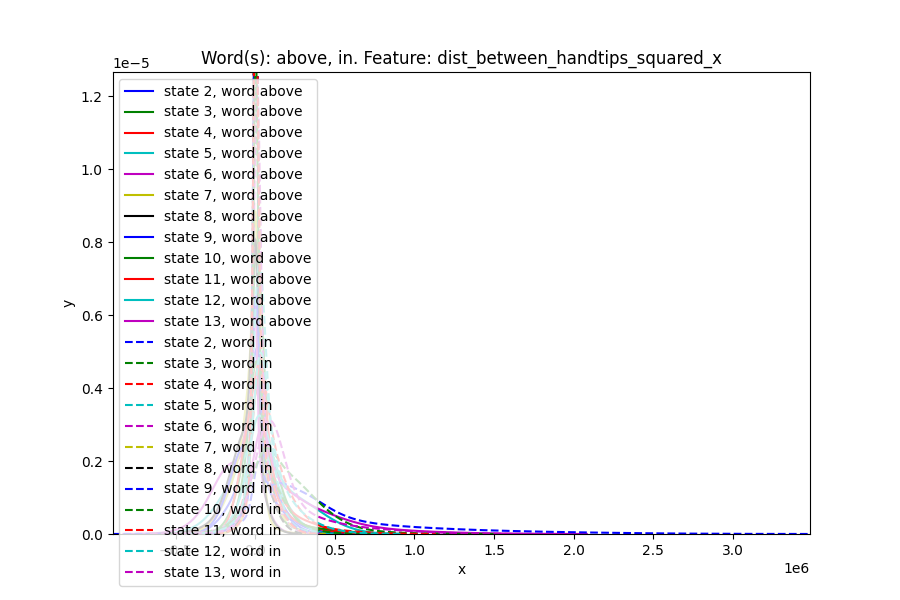 Word(s): above, in. Feature: dist_between_handtips_squared_x
1e−5
1.2
1.0
0.8
0.6
0.4
0.2
0.0
y
state 2, word above
state 3, word above
state 4, word above
state 5, word above
state 6, word above
state 7, word above
state 8, word above
state 9, word above
state 10, word above
state 11, word above
state 12, word above
state 13, word above
state 2, word in
state 3, word in
state 4, word in
state 5, word in
state 6, word in
state 7, word in
state 8, word in
state 9, word in
state 10, word in
state 11, word in
state 12, word in
state 13, word in
0.5 1.0 1.5 2.0 2.5 3.0
x
1e6